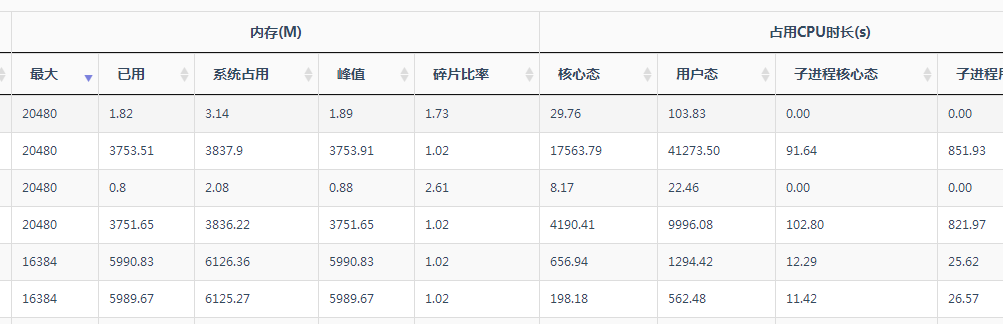 内存(M) 占用CPU时长(s)
最大 已用 系统占用 峰值 碎片比率 核心态 用户态 子进程核心态 子进程
20480 1.82 3.14 1.89 1.73 29.76 103.83 0.00 0.00
20480 3753.51 3837.9 3753.91 1.02 17563.79 41273.50 91.64 851.93
20480 0.8 2.08 0.88 2.61 8.17 22.46 0.00 0.00
20480 3751.65 3836.22 3751.65 1.02 4190.41 9996.08 102.80 821.97
16384 5990.83 6126.36 5990.83 1.02 656.94 1294.42 12.29 25.62
16384 5989.67 6125.27 5989.67 1.02 198.18 562.48 11.42 26.57